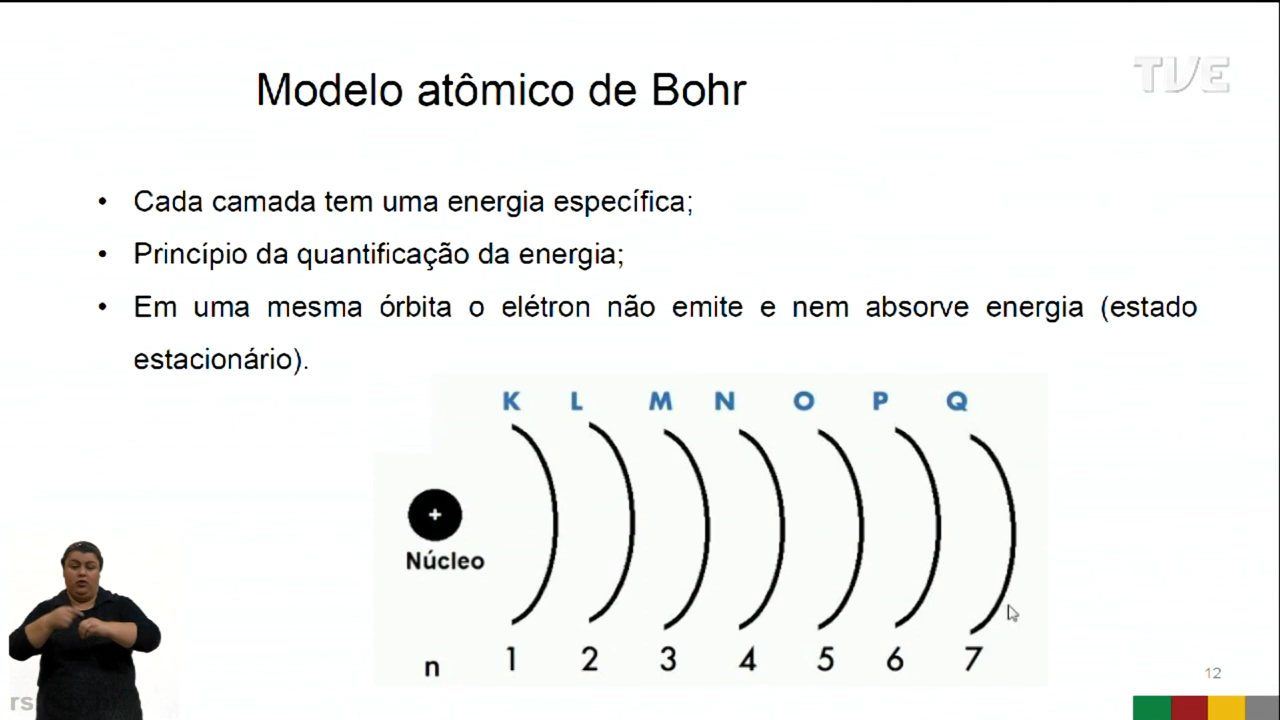 TVE
Modelo atômico de Bohr
• Cada camada tem uma energia específica;
• Princípio da quantificação da energia;
• Em uma mesma órbita o elétron não emite e nem absorve energia (estado
estacionário).
K L M N O P Q
+
Núcleo
n 1 2 3 4 5 6 7
12
rs